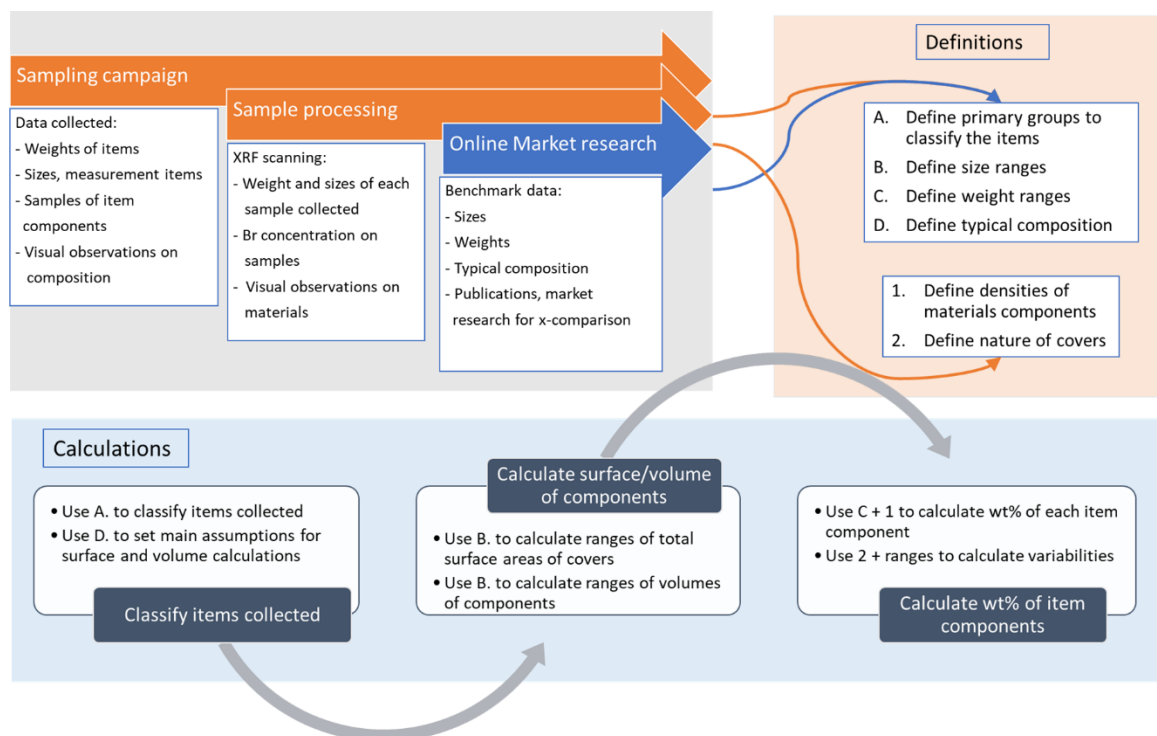 Sampling campaign
Data collected:
- Weights of items
- Sizes, measurement items
- Samples of item
components
- Visual observations on
composition
Sample processing
XRF scanning:
- Weight and sizes of each
sample collected
- Br concentration on
samples
- Visual observations on
materials
Online Market research
Benchmark data:
- Sizes
- Weights
- Typical composition
- Publications, market
research for x-comparison
Definitions
A. Define primary groups to
classify the items
B. Define size ranges
C. Define weight ranges
D. Define typical composition
1. Define densities of
materials components
2. Define nature of covers
Calculations
• Use A. to classify items collected
• Use D. to set main assumptions for
surface and volume calculations
Classify items collected
Calculate surface/volume
of components
• Use B. to calculate ranges of total
surface areas of covers
• Use B. to calculate ranges of volumes
of components
• Use C + 1 to calculate wt% of each item
component
• Use 2 + ranges to calculate variabilities
Calculate wt% of item
components